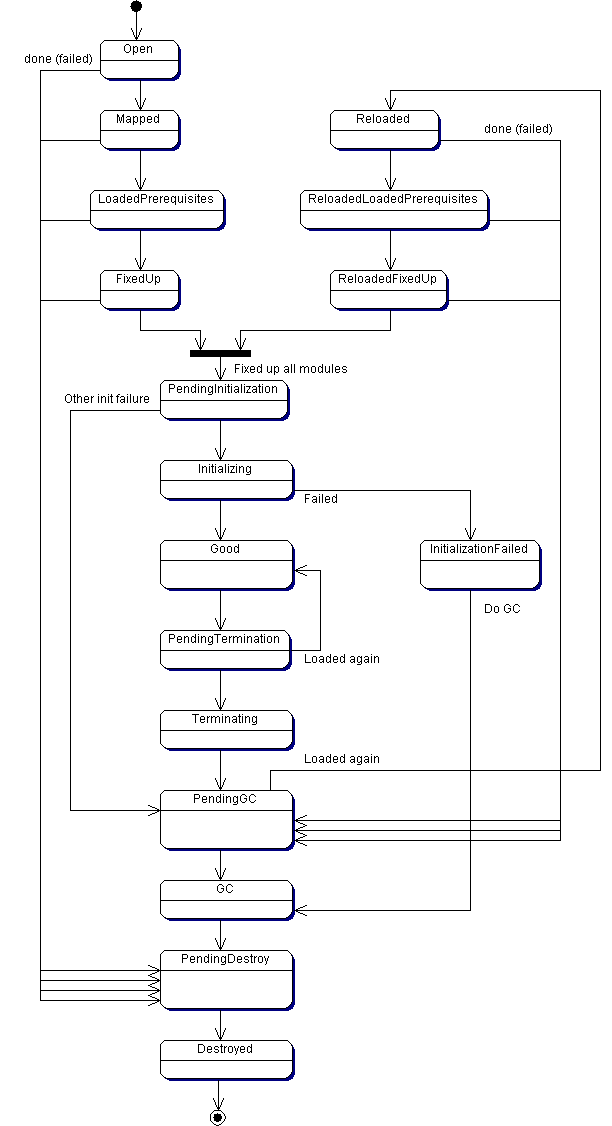 Open
done (failed)
Mapped
Reloaded
done (failed)
LoadedPrerequisites
ReloadedLoadedPrerequisites
FixedUp
ReloadedFixedUp
Fixed up all modules
PendingInitialization
Other init failure
Initializing
Failed
Good
InitializationFailed
Do GC
PendingTermination
Loaded again
Terminating
Loaded again
PendingGC
GC
PendingDestroy
Destroyed